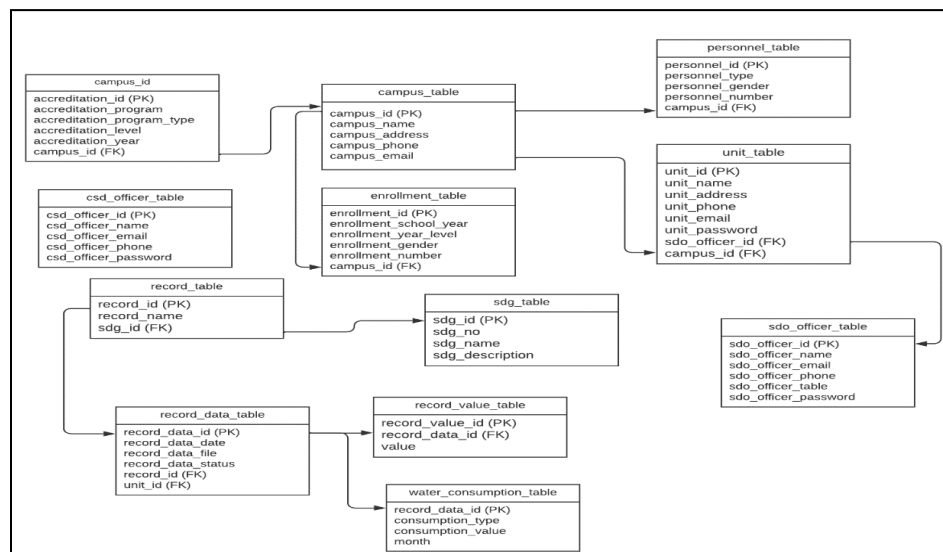 campus_id
accreditation_id (PK)
accreditation_program
accreditation_program_type
accreditation_level
accreditation_year
campus_id (FK)
campus_table
campus_id (PK)
campus_name
campus_address
campus_phone
campus_email
personnel_table
personnel_id (PK)
personnel_type
personnel_gender
personnel_number
campus_id (FK)
unit_table
unit_id (PK)
unit_name
unit_address
unit_phone
unit_email
unit_password
sdo_officer_id (FK)
campus_id (FK)
csd_officer_table
csd_officer_id (PK)
csd_officer_name
csd_officer_email
csd_officer_phone
csd_officer_password
enrollment_table
enrollment_id (PK)
enrollment_school_year
enrollment_year_level
enrollment_gender
enrollment_number
campus_id (FK)
record_table
record_id (PK)
record_name
sdg_id (FK)
sdg_table
sdg_id (PK)
sdg_no
sdg_name
sdg_description
sdo_officer_table
sdo_officer_id (PK)
sdo_officer_name
sdo_officer_email
sdo_officer_phone
sdo_officer_table
sdo_officer_password
record_data_table
record_data_id (PK)
record_data_date
record_data_file
record_data_status
record_id (FK)
unit_id (FK)
record_value_table
record_value_id (PK)
record_data_id (FK)
value
water_consumption_table
record_data_id (PK)
consumption_type
consumption_value
month